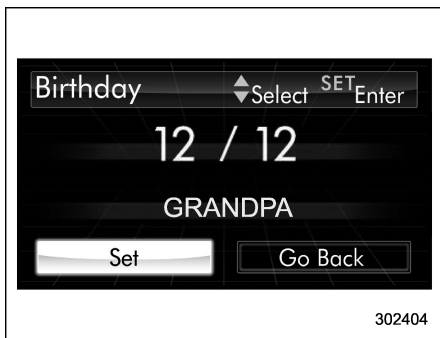 Birthday Select SET Enter
12 / 12
GRANDPA
Set Go Back
302404